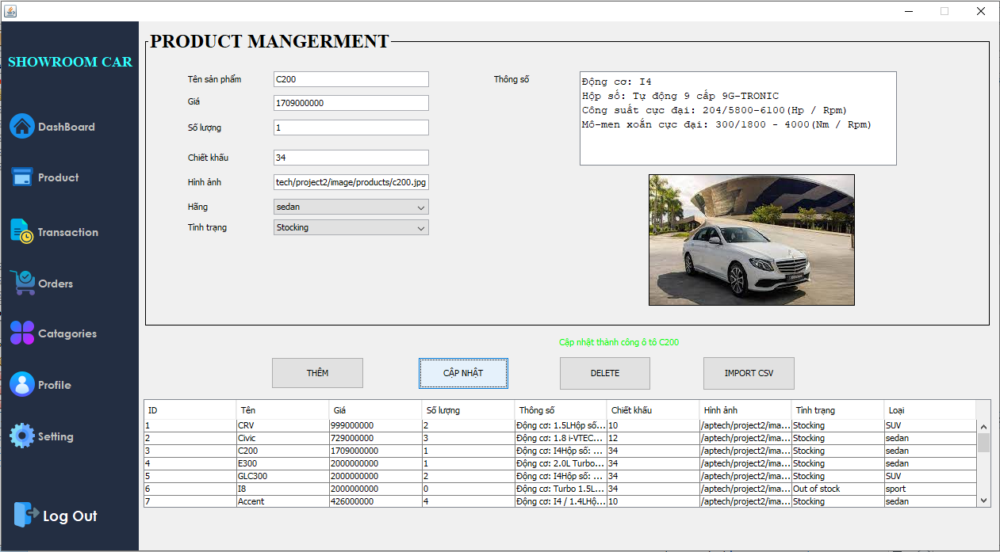 SHOWROOM CAR
DashBoard
Product
Transaction
Orders
Catagories
Profile
Setting
Log Out
PRODUCT MANGERMENT
Tên sản phẩm C200
Giá 1709000000
Số lượng 1
Chiết khấu 34
Hình ảnh tech/project2/image/products/c200.jpg
Hãng sedan
Tình trạng Stocking
Thông số
Động cơ: I4
Hộp số: Tự động 9 cấp 9G-TRONIC
Công suất cực đại: 204/5800-6100(Hp / Rpm)
Mô-men xoắn cực đại: 300/1800 - 4000(Nm / Rpm)
Cập nhật thành công ô tô C200
THÊM CẬP NHẬT DELETE IMPORT CSV
ID Tên Giá Số lượng Thông số Chiết khấu Hình ảnh Tình trạng Loại
1 CRV 999000000 2 Động cơ: 1.5LHộp số... 10 /aptech/project2/ima... Stocking SUV
2 Civic 729000000 3 Động cơ: 1.8 i-VTEC... 12 /aptech/project2/ima... Stocking sedan
3 C200 1709000000 1 Động cơ: I4Hộp số: ... 34 /aptech/project2/ima... Stocking sedan
4 E300 2000000000 1 Động cơ: 2.0L Turbo... 34 /aptech/project2/ima... Stocking sedan
5 GLC300 2000000000 2 Động cơ: I4Hộp số: ... 34 /aptech/project2/ima... Stocking SUV
6 I8 2000000000 0 Động cơ: Turbo 1.5L... 34 /aptech/project2/ima... Out of stock sport
7 Accent 426000000 4 Động cơ: I4 / 1.4LHộ... 10 /aptech/project2/ima... Stocking sedan